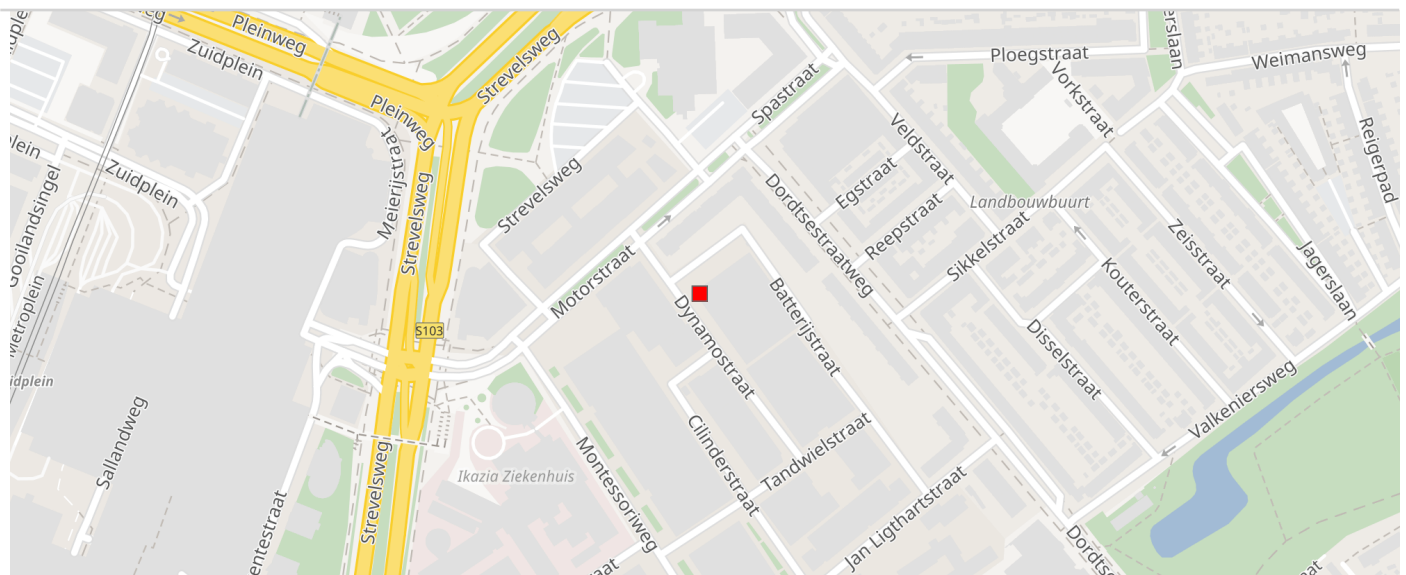 Pleinweg
Zuidplein
Strevelsweg
Pleinweg
Meierijstraat
Spastraat
Ploegstraat
Weimansweg
Vorkstraat
Reigerpad
Veldstraat
Egstraat
Reepstraat
Landbouwbuurt
Sikkelstraat
Zeisstraat
Jagerslaan
Zuidplein
Gooilandsingel
Metroplein
Strevelsweg
Strevelsweg
Dordtsestraatweg
Motorstraat
Kouterstraat
S103
Dynamostraat
Batterijstraat
Disselstraat
Valkeniersweg
Sallandweg
Strevelsweg
Ikazia Ziekenhuis
Montessoriweg
Cilinderstraat
Tandwielstraat
Jan Ligthartstraat